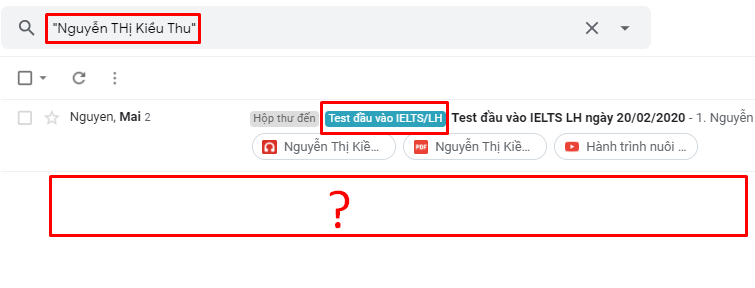 "Nguyễn THị Kiều Thu"
Nguyen, Mai 2 Hộp thư đến Test đầu vào IELTS/LH Test đầu vào IELTS LH ngày 20/02/2020 - 1. Nguyễn
Nguyễn Thị Kiề... PDF Nguyễn Thị Kiề... Hành trình nuôi ...
?